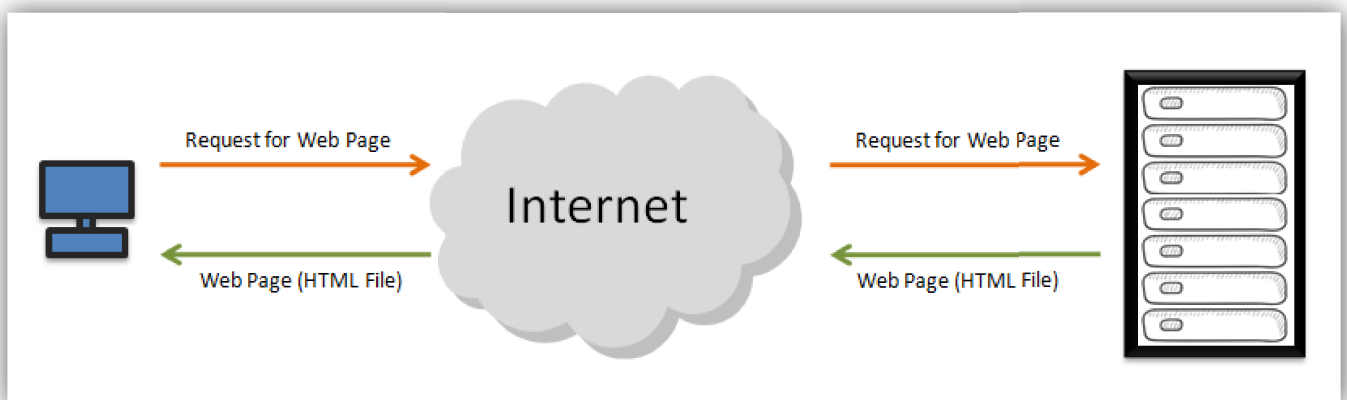 Request for Web Page
Request for Web Page
Internet
Web Page (HTML File)
Web Page (HTML File)